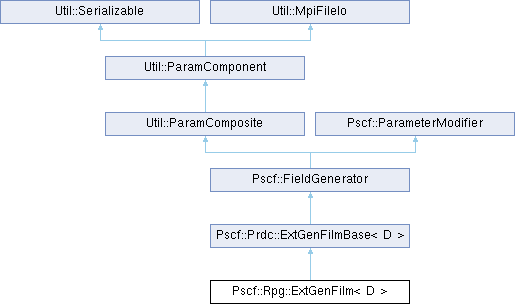 Util::Serializable
Util::MpiFileIo
Util::ParamComponent
Util::ParamComposite
Pscf::ParameterModifier
Pscf::FieldGenerator
Pscf::Prdc::ExtGenFilmBase< D >
Pscf::Rpg::ExtGenFilm< D >